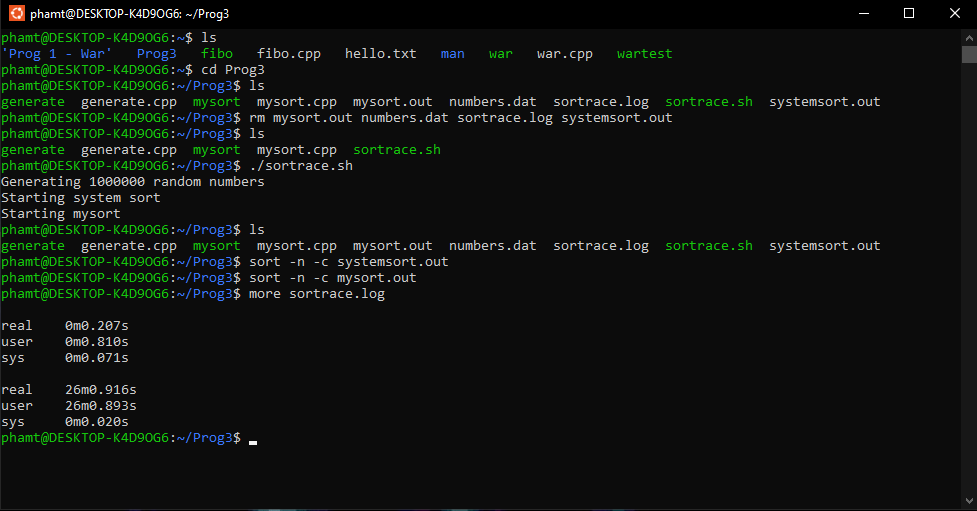 phamt@DESKTOP-K4D9OG6: ~/Prog3
phamt@DESKTOP-K4D9OG6:~$ ls
'Prog 1 - War'   Prog3   fibo   fibo.cpp   hello.txt   man   war   war.cpp   wartest
phamt@DESKTOP-K4D9OG6:~$ cd Prog3
phamt@DESKTOP-K4D9OG6:~/Prog3$ ls
generate  generate.cpp  mysort  mysort.cpp  mysort.out  numbers.dat  sortrace.log  sortrace.sh  systemsort.out
phamt@DESKTOP-K4D9OG6:~/Prog3$ rm mysort.out numbers.dat sortrace.log systemsort.out
phamt@DESKTOP-K4D9OG6:~/Prog3$ ls
generate  generate.cpp  mysort  mysort.cpp  sortrace.sh
phamt@DESKTOP-K4D9OG6:~/Prog3$ ./sortrace.sh
Generating 1000000 random numbers
Starting system sort
Starting mysort
phamt@DESKTOP-K4D9OG6:~/Prog3$ ls
generate  generate.cpp  mysort  mysort.cpp  mysort.out  numbers.dat  sortrace.log  sortrace.sh  systemsort.out
phamt@DESKTOP-K4D9OG6:~/Prog3$ sort -n -c systemsort.out
phamt@DESKTOP-K4D9OG6:~/Prog3$ sort -n -c mysort.out
phamt@DESKTOP-K4D9OG6:~/Prog3$ more sortrace.log
real    0m0.207s
user    0m0.810s
sys     0m0.071s
real    26m0.916s
user    26m0.893s
sys     0m0.020s
phamt@DESKTOP-K4D9OG6:~/Prog3$